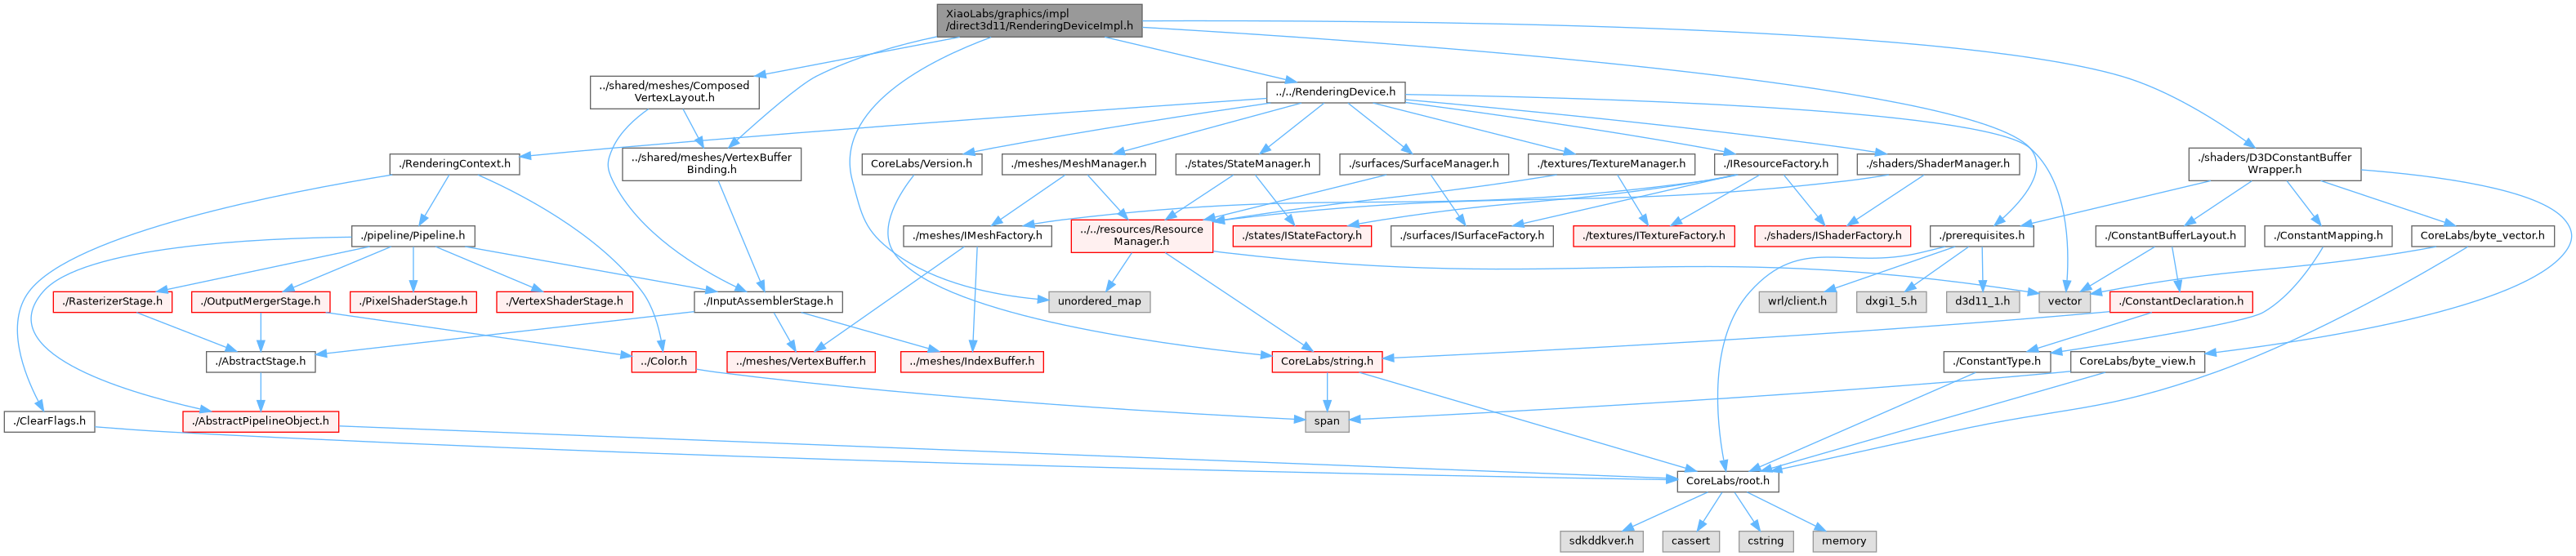 XiaoLabs/graphics/impl
/direct3d11/RenderingDeviceImpl.h
../shared/meshes/Composed
VertexLayout.h
../../RenderingDevice.h
./RenderingContext.h
../shared/meshes/VertexBuffer
Binding.h
CoreLabs/Version.h
./meshes/MeshManager.h
./states/StateManager.h
./surfaces/SurfaceManager.h
./textures/TextureManager.h
./IResourceFactory.h
./shaders/ShaderManager.h
./shaders/D3DConstantBuffer
Wrapper.h
./pipeline/Pipeline.h
./meshes/IMeshFactory.h
../../resources/Resource
Manager.h
./states/IStateFactory.h
./surfaces/ISurfaceFactory.h
./textures/ITextureFactory.h
./shaders/IShaderFactory.h
./prerequisites.h
./ConstantBufferLayout.h
./ConstantMapping.h
CoreLabs/byte_vector.h
./RasterizerStage.h
./OutputMergerStage.h
./PixelShaderStage.h
./VertexShaderStage.h
./InputAssemblerStage.h
unordered_map
wrl/client.h
dxgi1_5.h
d3d11_1.h
vector
./ConstantDeclaration.h
./AbstractStage.h
../Color.h
../meshes/VertexBuffer.h
../meshes/IndexBuffer.h
CoreLabs/string.h
./ConstantType.h
CoreLabs/byte_view.h
./ClearFlags.h
./AbstractPipelineObject.h
span
CoreLabs/root.h
sdkddkver.h
cassert
cstring
memory